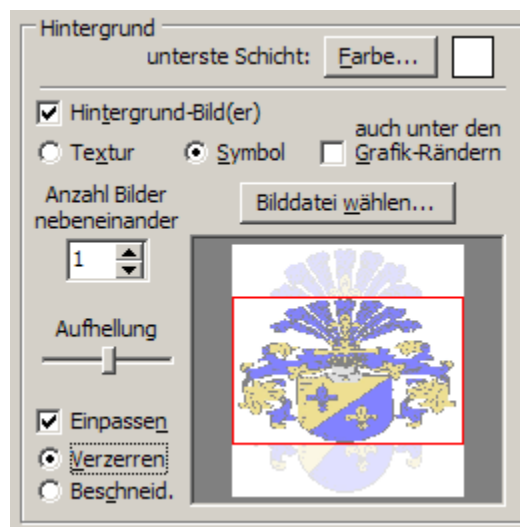 Hintergrund
unterste Schicht: Farbe...
Hintergrund-Bild(er)
auch unter den
Textur Symbol Grafik-Rändern
Anzahl Bilder
nebeneinander
Bilddatei wählen...
1
Aufhellung
Einpassen
Verzerren
Beschneid.